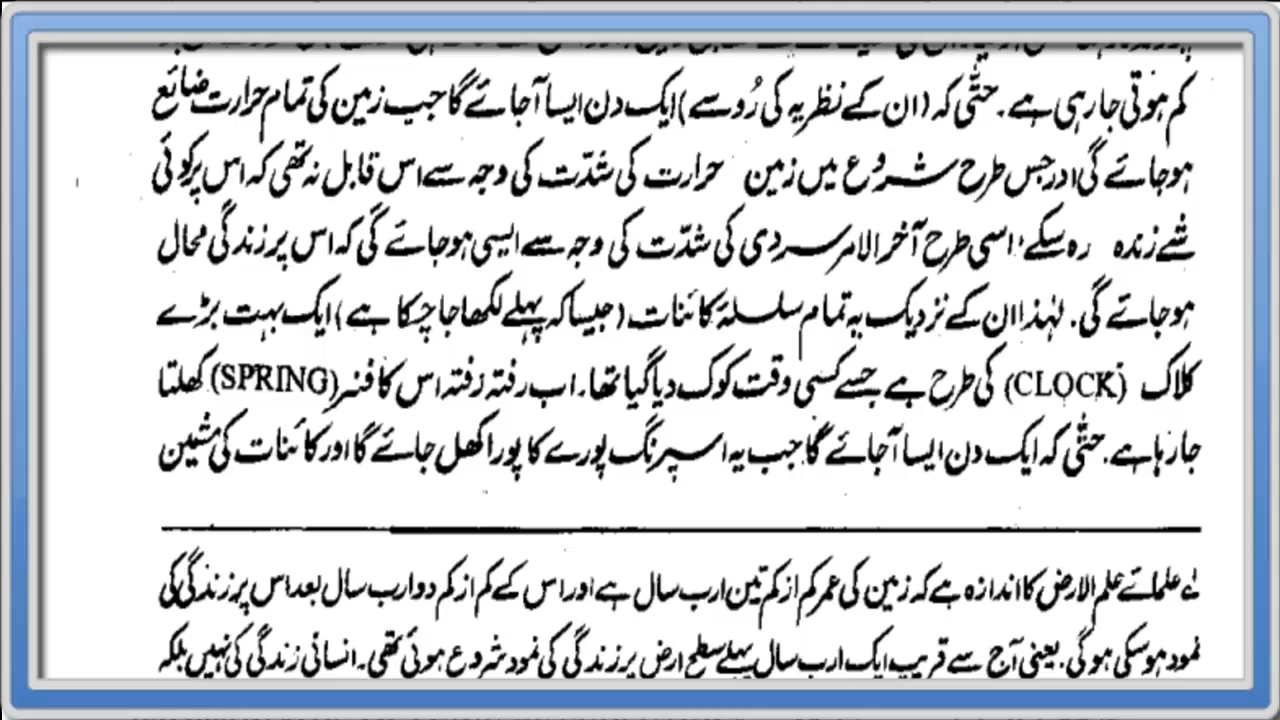 کم ہوتی جا رہی ہے۔ حتّٰی کہ (ان کے نظریہ کی رُو سے) ایک دن ایسا آجائے گا جب زمین کی تمام حرارت ضائع
ہوجائے گی اور جس طرح شروع میں زمین حرارت کی شدّت کی وجہ سے اس قابل نہ تھی کہ اس پر کوئی
شے زندہ رہ سکے، اسی طرح آخر الامر سردی کی شدّت کی وجہ سے ایسی ہوجائے گی کہ اس پر زندگی محال
ہوجائے گی۔ لہٰذا ان کے نزدیک یہ تمام سلسلۂ کائنات (جیسا کہ پہلے لکھا جا چکا ہے) ایک بہت بڑے
کلاک (CLOCK) کی طرح ہے جسے کسی وقت کوک دیا گیا تھا۔ اب رفتہ رفتہ اس کا فنر (SPRING) کھلتا
جا رہا ہے۔ حتّٰی کہ ایک دن ایسا آجائے گا جب یہ اسپرنگ پورے کا پورا کھل جائے گا اور کائنات کی مشین
لے علمائے علم الارض کا اندازہ ہے کہ زمین کی عمر کم از کم تین ارب سال ہے اور اس کے کم از کم دو ارب سال بعد اس پر زندگی کی
نمود ہوسکی ہوگی۔ یعنی آج سے قریب ایک ارب سال پہلے سطح ارض پر زندگی کی نمود شروع ہوئی تھی۔ انسانی زندگی کی نہیں بلکہ